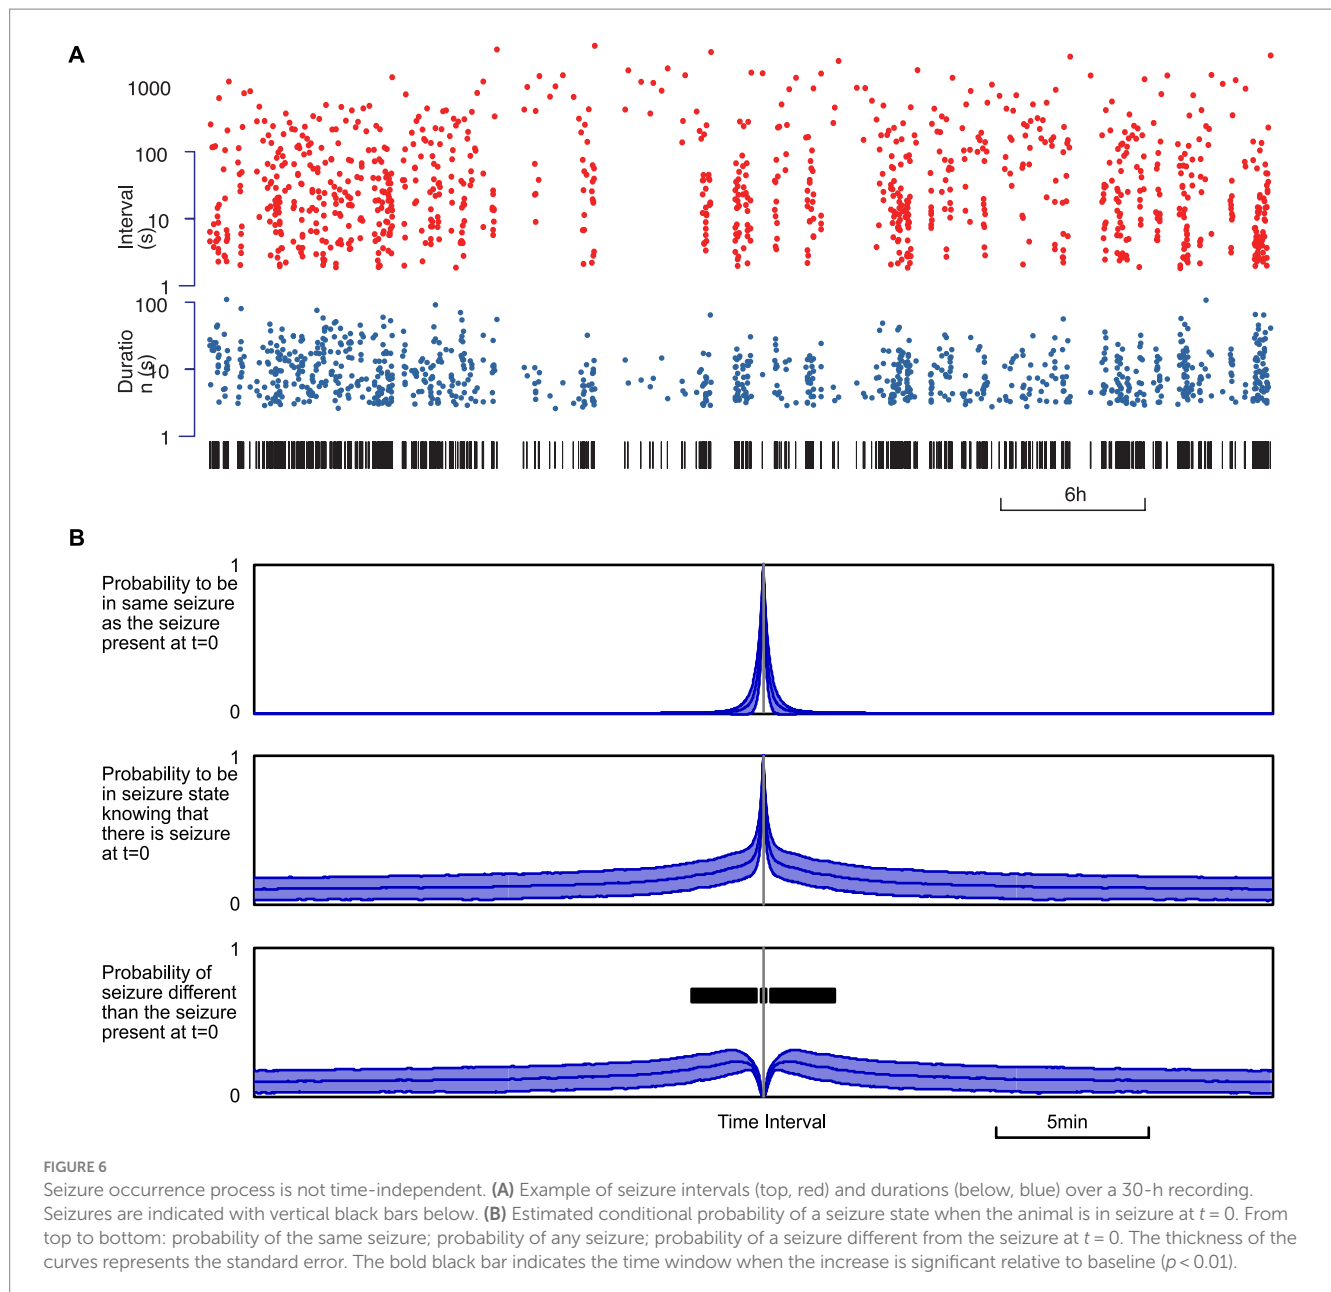 A
1000
100
10
1
Interval
(s)
100
10
1
Duratio
n (s)
6h
B
1
Probability to be
in same seizure
as the seizure
present at t=0
0
1
Probability to be
in seizure state
knowing that
there is seizure
at t=0
0
1
Probability of
seizure different
than the seizure
present at t=0
0
Time Interval
5min
FIGURE 6
Seizure occurrence process is not time-independent. (A) Example of seizure intervals (top, red) and durations (below, blue) over a 30-h recording.
Seizures are indicated with vertical black bars below. (B) Estimated conditional probability of a seizure state when the animal is in seizure at t = 0. From
top to bottom: probability of the same seizure; probability of any seizure; probability of a seizure different from the seizure at t = 0. The thickness of the
curves represents the standard error. The bold black bar indicates the time window when the increase is significant relative to baseline (p < 0.01).